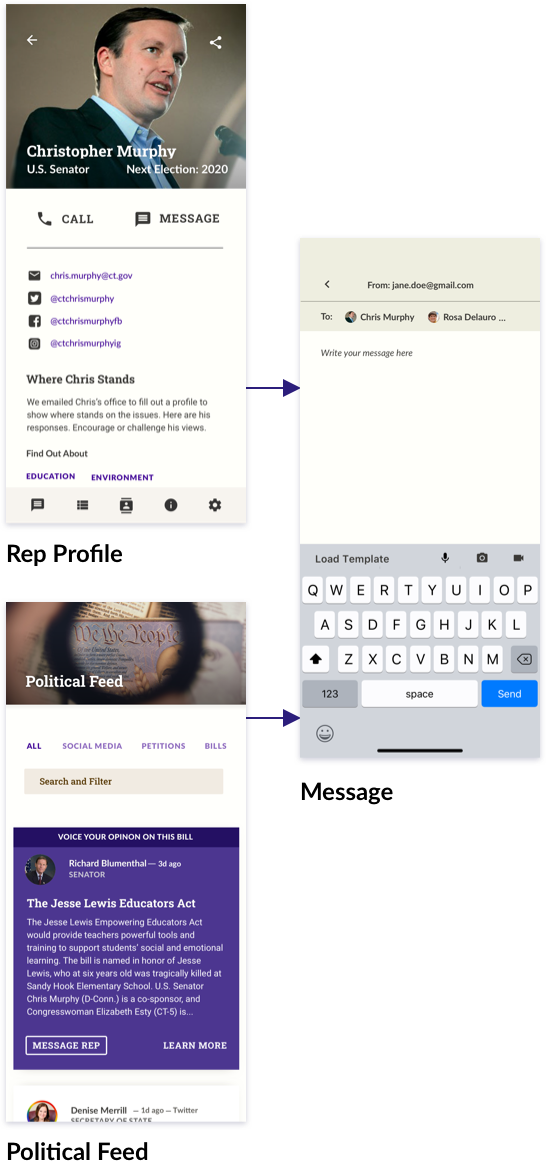 Christopher Murphy
U.S. Senator Next Election: 2020
CALL MESSAGE
chris.murphy@ct.gov
@ctchrismurphy
@ctchrismurphyfb
@ctchrismurphyig
Where Chris Stands
We emailed Chris's office to fill out a profile to
show where stands on the issues. Here are his
responses. Encourage or challenge his views.
Find Out About
EDUCATION ENVIRONMENT
Rep Profile
We the People
Political Feed
ALL SOCIAL MEDIA PETITIONS BILLS
Search and Filter
VOICE YOUR OPINON ON THIS BILL
Richard Blumenthal — 3d ago
SENATOR
The Jesse Lewis Educators Act
The Jesse Lewis Empowering Educators Act
would provide teachers powerful tools and
training to support students' social and emotional
learning. The bill is named in honor of Jesse
Lewis, who at six years old was tragically killed at
Sandy Hook Elementary School. U.S. Senator
Chris Murphy (D-Conn.) is a co-sponsor, and
Congresswoman Elizabeth Esty (CT-5) is...
MESSAGE REP LEARN MORE
Denise Merrill — 1d ago — Twitter
SECRETARY OF STATE
Political Feed
From: jane.doe@gmail.com
To: Chris Murphy Rosa Delauro ...
Write your message here
Load Template
Q W E R T Y U I O P
A S D F G H J K L
Z X C V B N M
123 space Send
Message